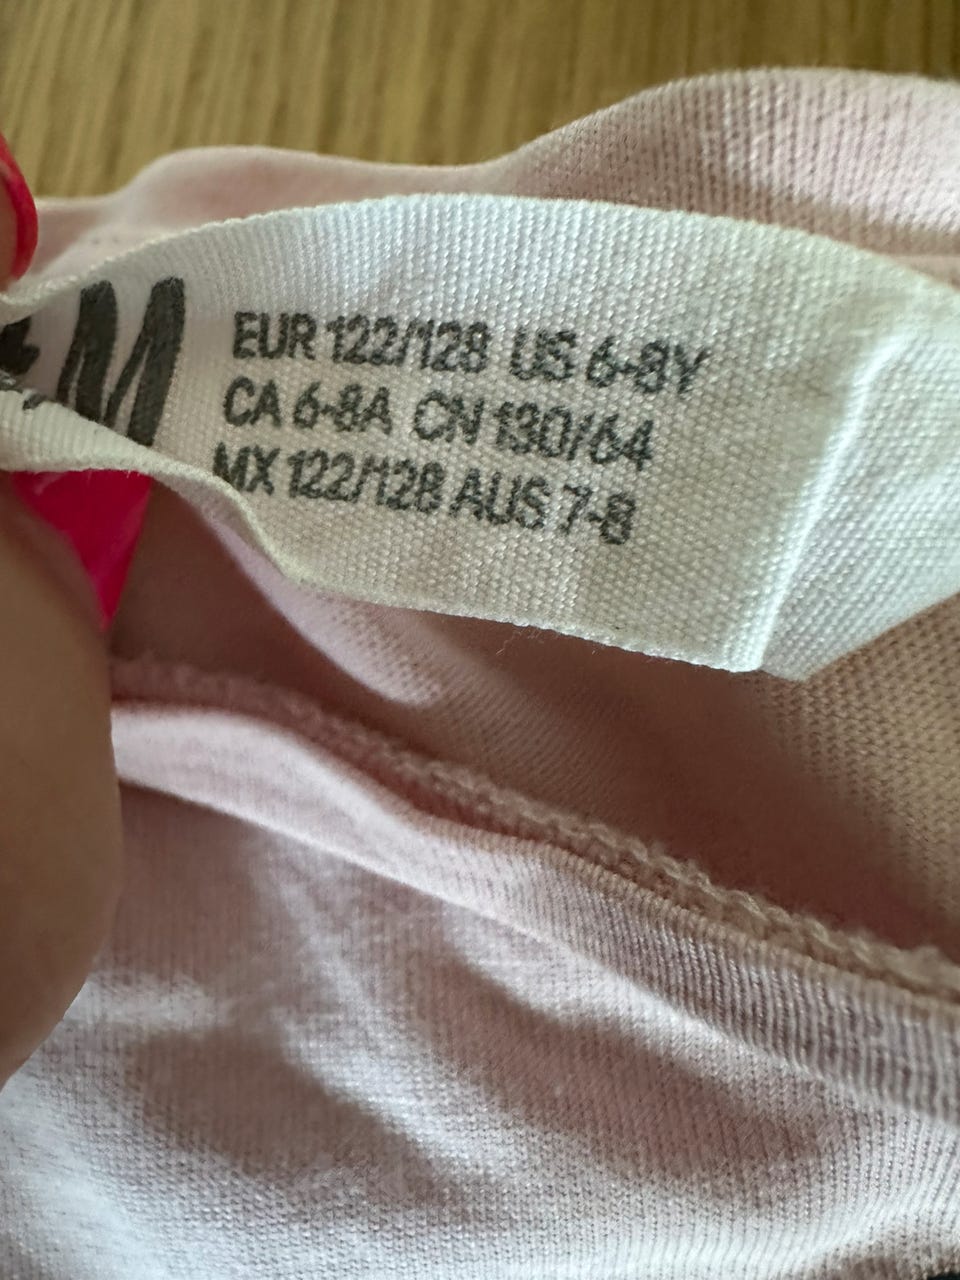 M
EUR 122/128 US 6-8Y
CA 6-8A CN 130/64
MX 122/128 AUS 7-8